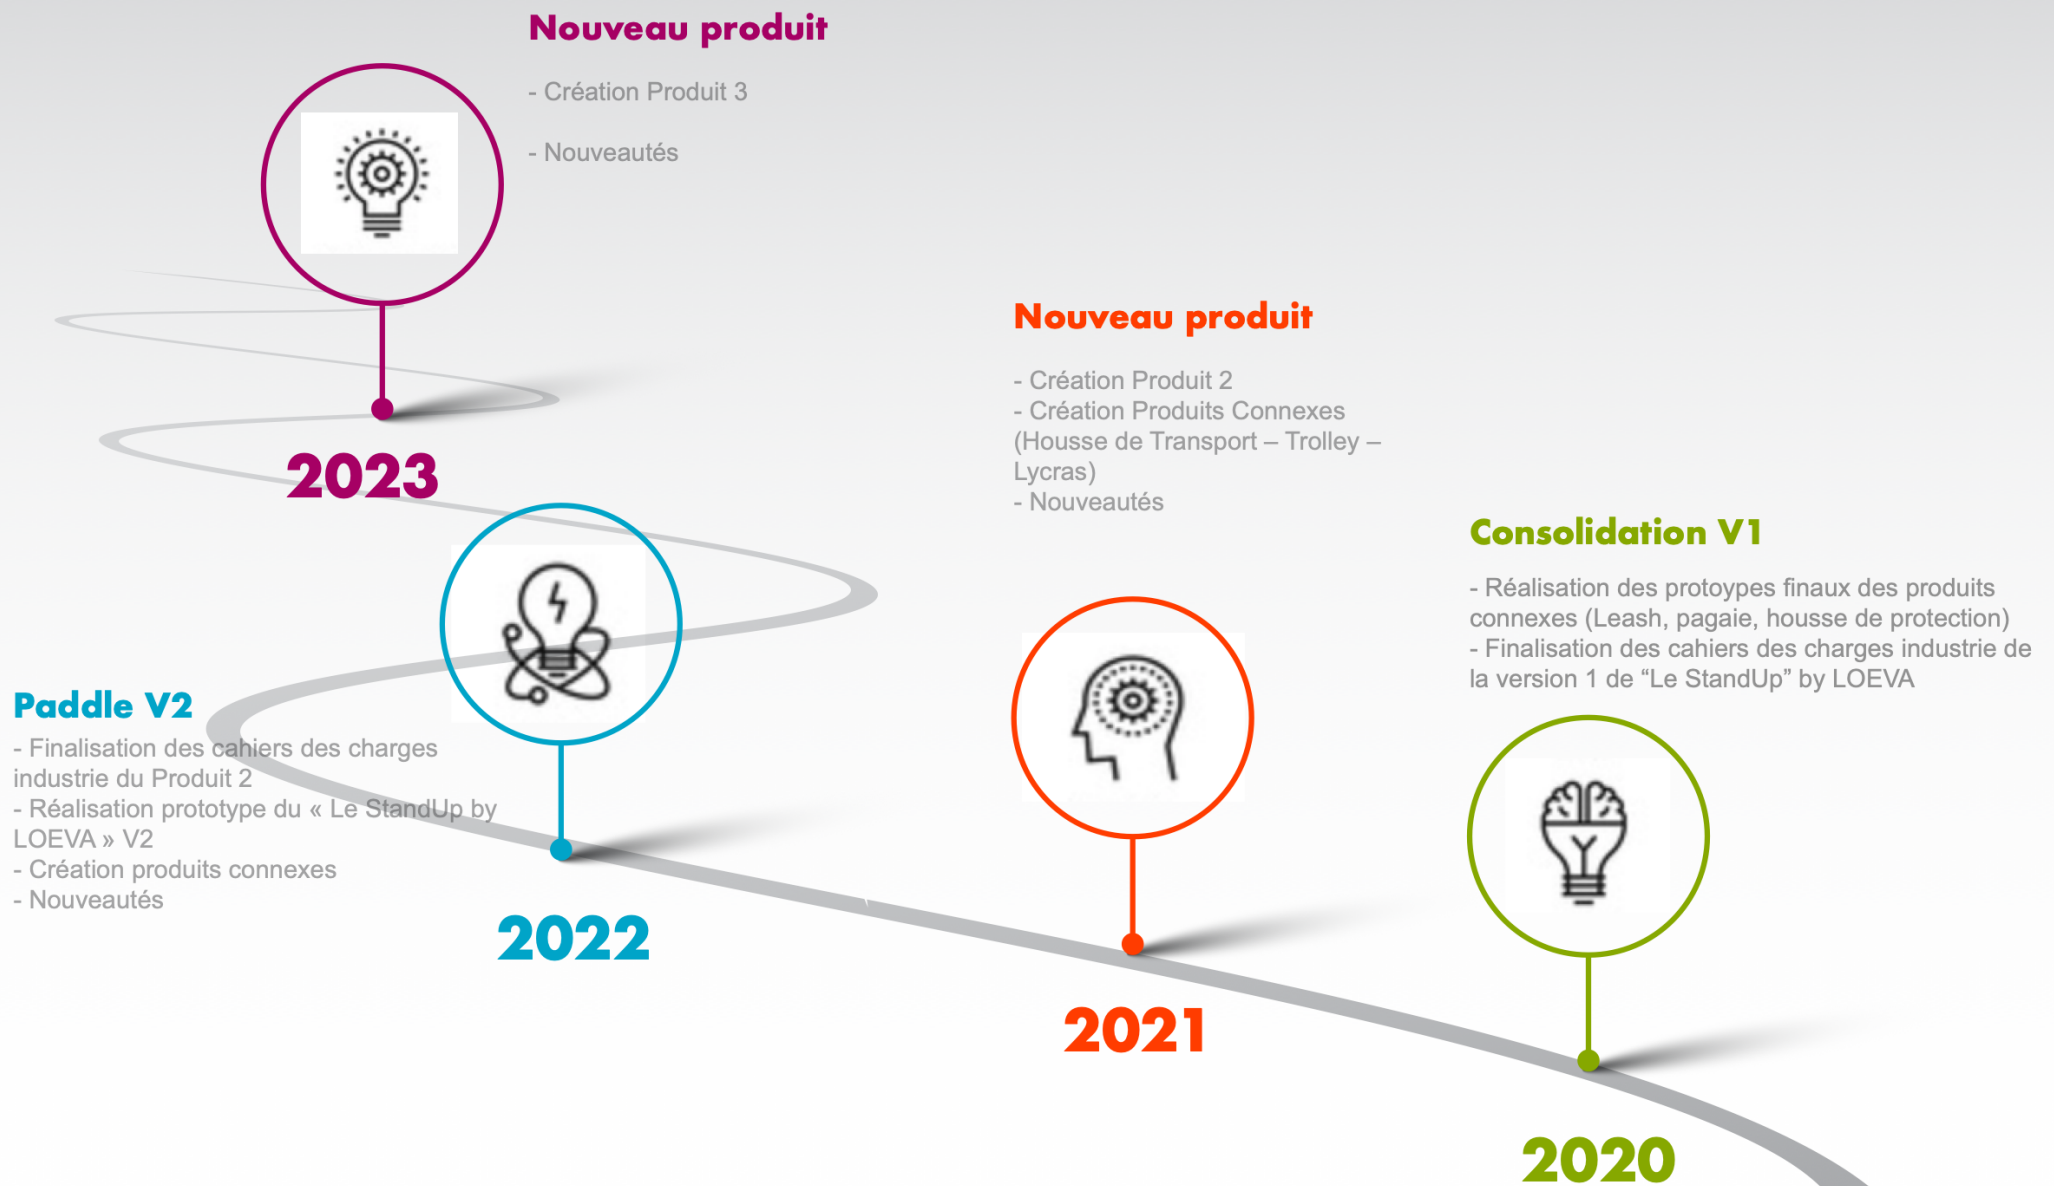 Nouveau produit
- Création Produit 3
- Nouveautés
2023
Nouveau produit
- Création Produit 2
- Création Produits Connexes
(Housse de Transport – Trolley –
Lycras)
- Nouveautés
2021
Consolidation V1
- Réalisation des protoypes finaux des produits
connexes (Leash, pagaie, housse de protection)
- Finalisation des cahiers des charges industrie de
la version 1 de “Le StandUp” by LOEVA
2020
Paddle V2
- Finalisation des cahiers des charges
industrie du Produit 2
- Réalisation prototype du « Le StandUp by
LOEVA » V2
- Création produits connexes
- Nouveautés
2022